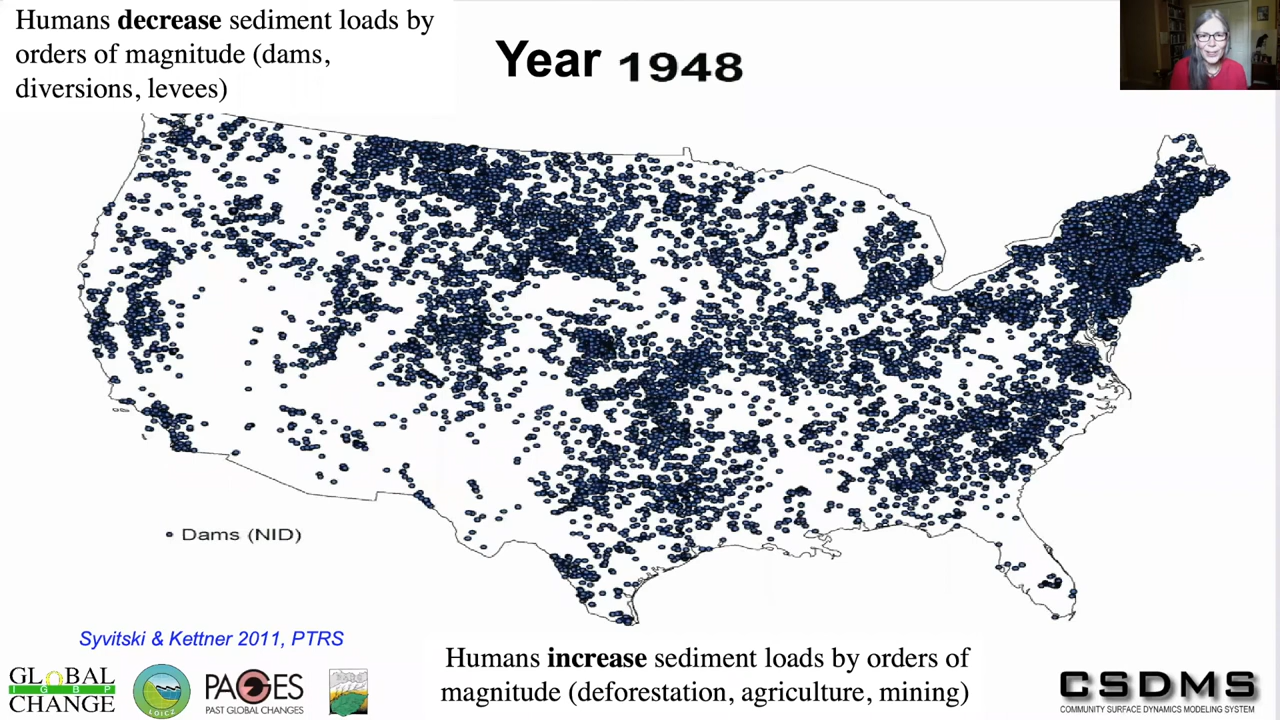 Humans decrease sediment loads by
orders of magnitude (dams,
diversions, levees)
Year 1948
Dams (NID)
Syvitski & Kettner 2011, PTRS
Humans increase sediment loads by orders of
magnitude (deforestation, agriculture, mining)
GLOBAL
I G B P
CHANGE
LOICZ
PAGES
PAST GLOBAL CHANGES
CSDMS
COMMUNITY SURFACE DYNAMICS MODELING SYSTEM